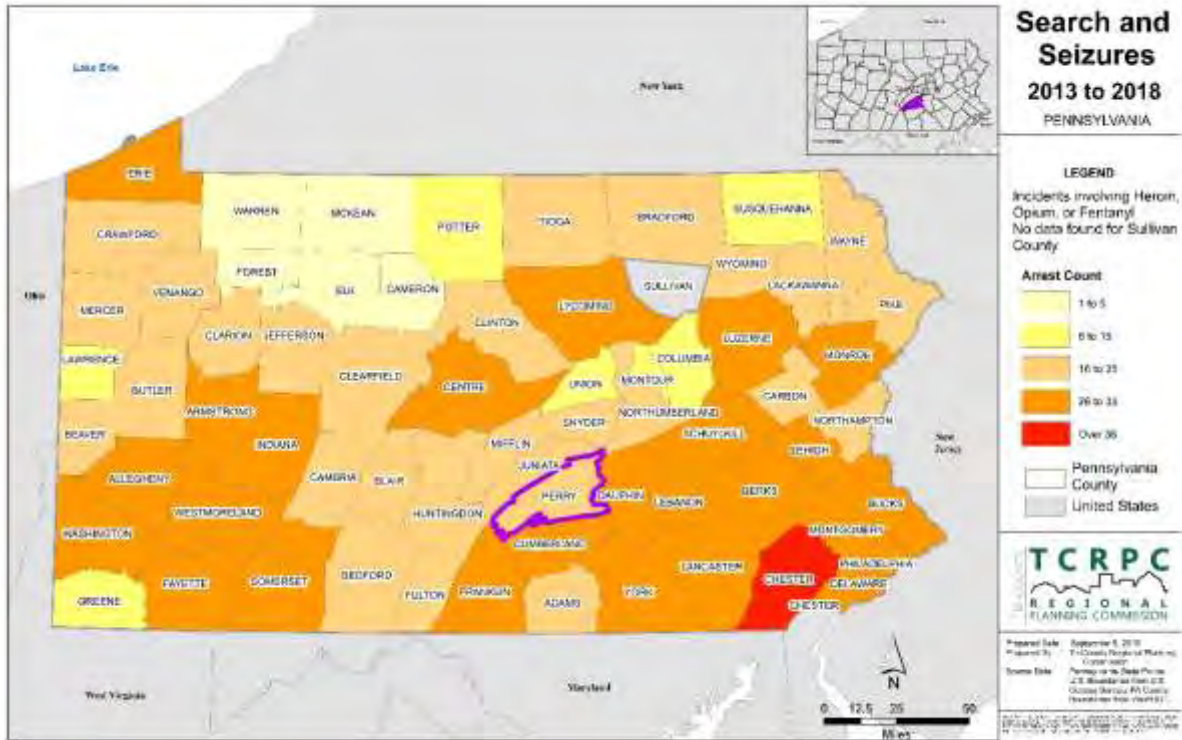 Search and
Seizures
2013 to 2018
PENNSYLVANIA
LEGEND
Incidents involving Heroin,
Opium, or Fentanyl
No data found for Sullivan
County
Arrest Count
1 to 5
6 to 15
16 to 25
26 to 35
Over 36
Pennsylvania
County
United States
TCRPC
REGIONAL
PLANNING COMMISSION
Lake Erie
New York
Ohio
New
Jersey
West Virginia
Maryland
ERIE
WARREN
MCKEAN
POTTER
TIOGA
BRADFORD
SUSQUEHANNA
WAYNE
CRAWFORD
FOREST
ELK
CAMERON
WYOMING
LACKAWANNA
PIKE
MERCER
VENANGO
CLARION
JEFFERSON
CLINTON
LYCOMING
SULLIVAN
LUZERNE
MONROE
LAWRENCE
BUTLER
ARMSTRONG
CLEARFIELD
CENTRE
UNION
MONTOUR
COLUMBIA
CARBON
NORTHAMPTON
BEAVER
INDIANA
SNYDER
NORTHUMBERLAND
SCHUYLKILL
LEHIGH
ALLEGHENY
CAMBRIA
BLAIR
MIFFLIN
JUNIATA
PERRY
DAUPHIN
LEBANON
BERKS
BUCKS
WESTMORELAND
HUNTINGDON
CUMBERLAND
MONTGOMERY
WASHINGTON
GREENE
FAYETTE
SOMERSET
BEDFORD
FULTON
FRANKLIN
ADAMS
YORK
LANCASTER
CHESTER
CHESTER
DELAWARE
PHILADELPHIA
N
0 12.5 25 50
Miles